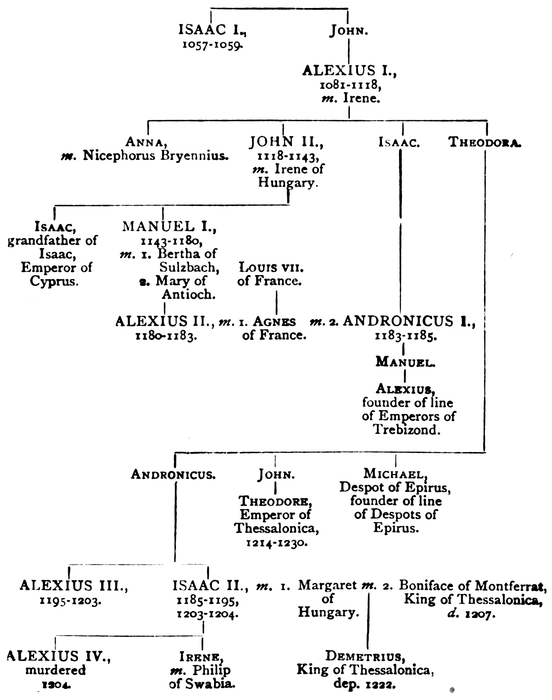 ISAAC I.,
1057-1059.
JOHN.
ALEXIUS I.,
1081-1118,
m. Irene.
ANNA,
m. Nicephorus Bryennius.
JOHN II.,
1118-1143,
m. Irene of
Hungary.
ISAAC.
THEODORA.
ISAAC,
grandfather of
Isaac,
Emperor of
Cyprus.
MANUEL I.,
1143-1180,
m. 1. Bertha of
Sulzbach,
2. Mary of
Antioch.
LOUIS VII.
of France.
ALEXIUS II., m. 1. AGNES m. 2. ANDRONICUS I.,
1180-1183. of France. 1183-1185.
MANUEL.
ALEXIUS,
founder of line
of Emperors of
Trebizond.
ANDRONICUS.
JOHN.
THEODORE,
Emperor of
Thessalonica,
1214-1230.
MICHAEL,
Despot of Epirus,
founder of line
of Despots of
Epirus.
ALEXIUS III.,
1195-1203.
ISAAC II., m. 1. Margaret m. 2. Boniface of Montferrat,
1185-1195, of King of Thessalonica,
1203-1204. Hungary. d. 1207.
ALEXIUS IV.,
murdered
1204.
IRENE,
m. Philip
of Swabia.
DEMETRIUS,
King of Thessalonica,
dep. 1222.